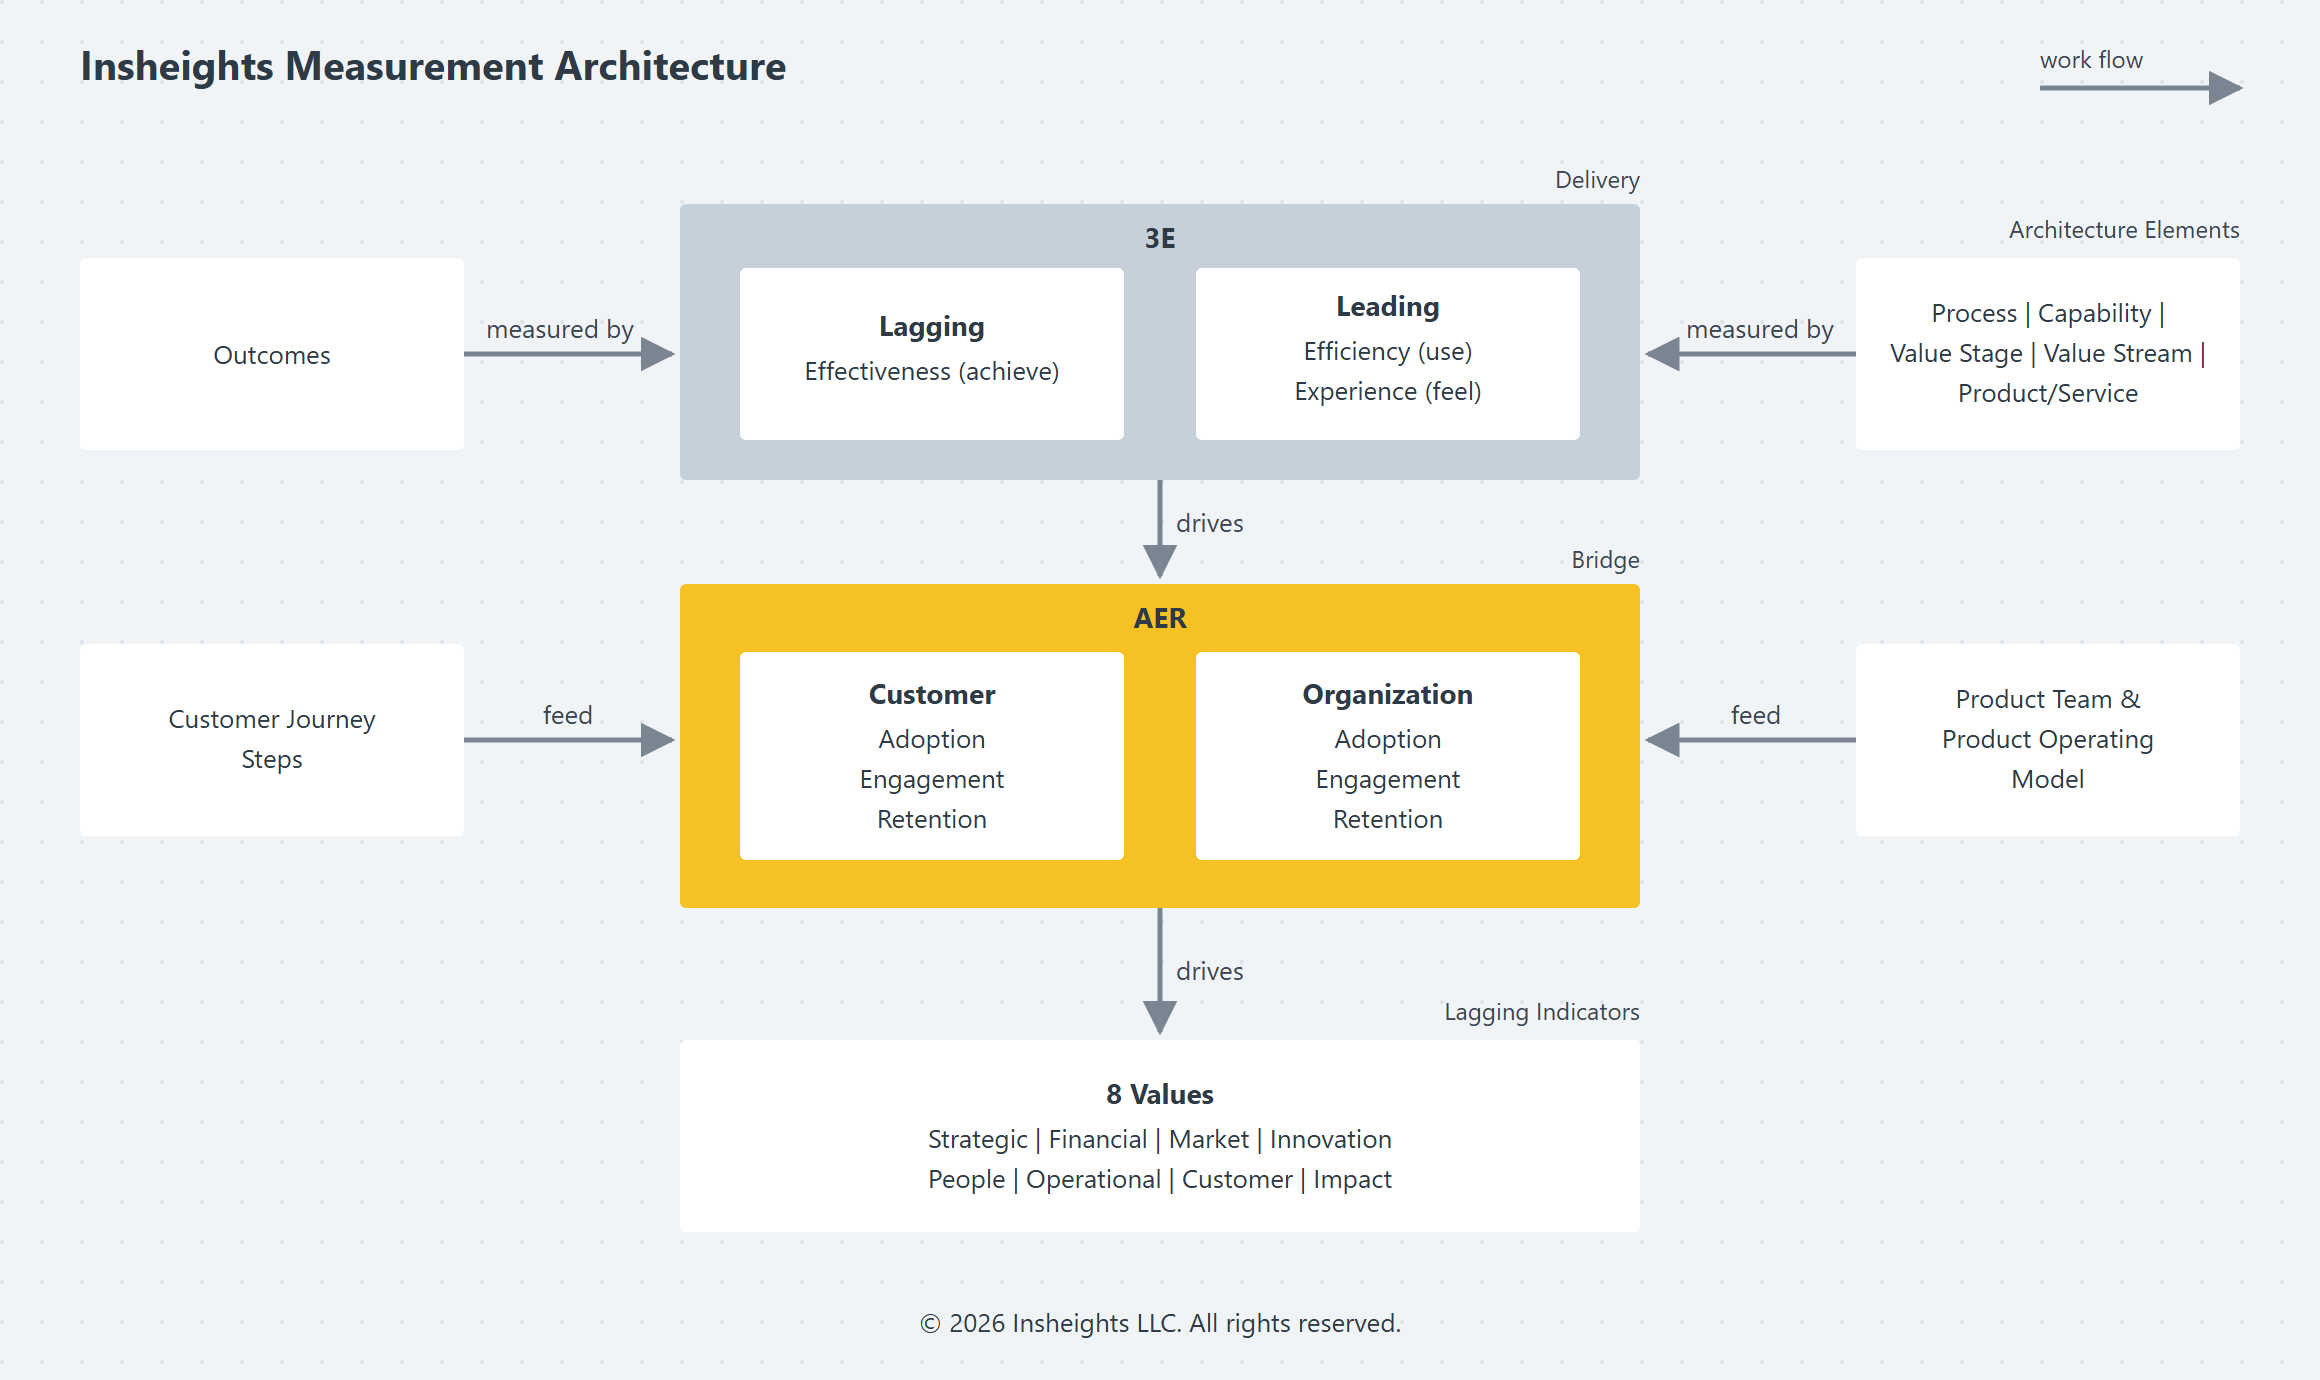 Insheights Measurement Architecture
work flow
Delivery
3E
Lagging
Effectiveness (achieve)
Leading
Efficiency (use)
Experience (feel)
Outcomes
measured by
measured by
Architecture Elements
Process | Capability |
Value Stage | Value Stream |
Product/Service
drives
Bridge
AER
Customer
Adoption
Engagement
Retention
Organization
Adoption
Engagement
Retention
Customer Journey
Steps
feed
feed
Product Team &
Product Operating
Model
drives
Lagging Indicators
8 Values
Strategic | Financial | Market | Innovation
People | Operational | Customer | Impact
© 2026 Insheights LLC. All rights reserved.